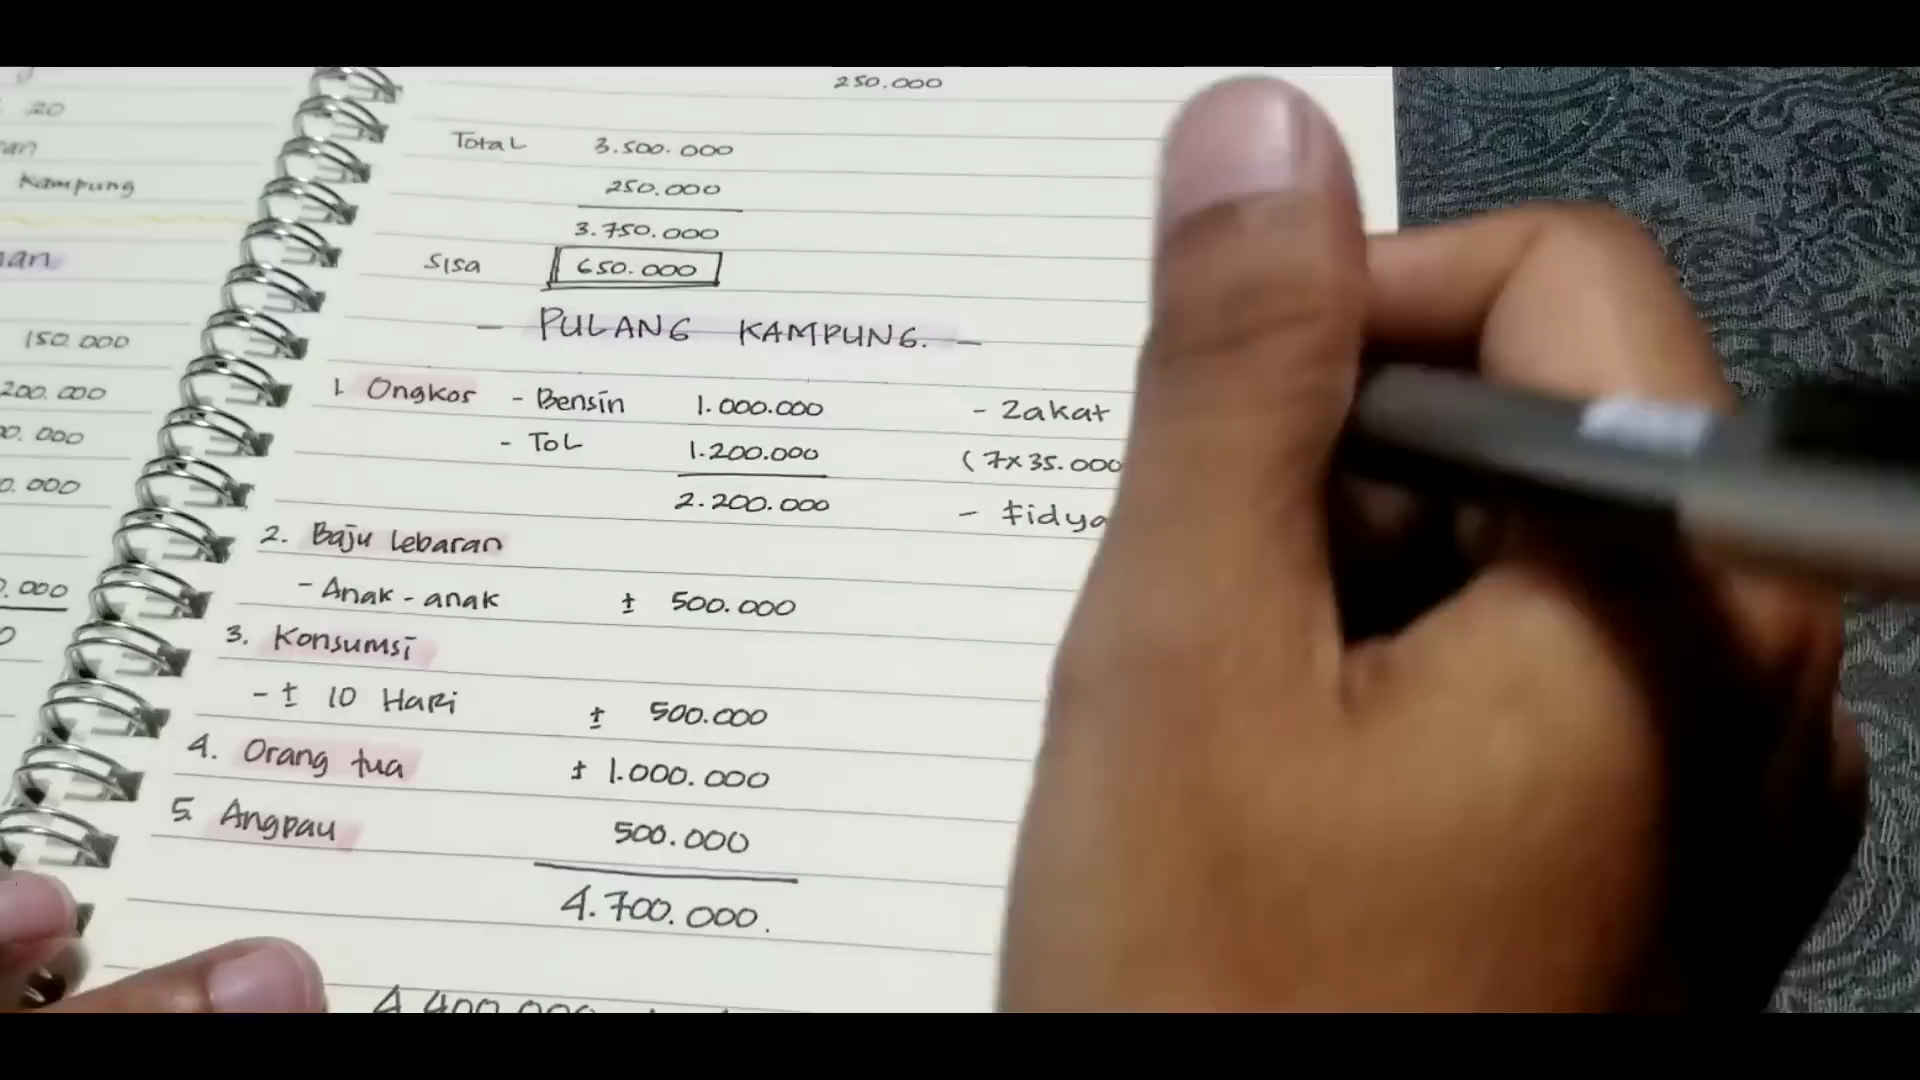 20
Kampung
150.000
200.000
250.000
Total 3.500.000
250.000
3.750.000
Sisa 650.000
- PULANG KAMPUNG. -
1. Ongkos - Bensin 1.000.000 - Zakat
- Tol 1.200.000 (7x35.000
2.200.000 - Fidya
2. Baju lebaran
- Anak - anak ± 500.000
3. Konsumsi
- ± 10 Hari ± 500.000
4. Orang tua ± 1.000.000
5. Angpau 500.000
4.700.000.